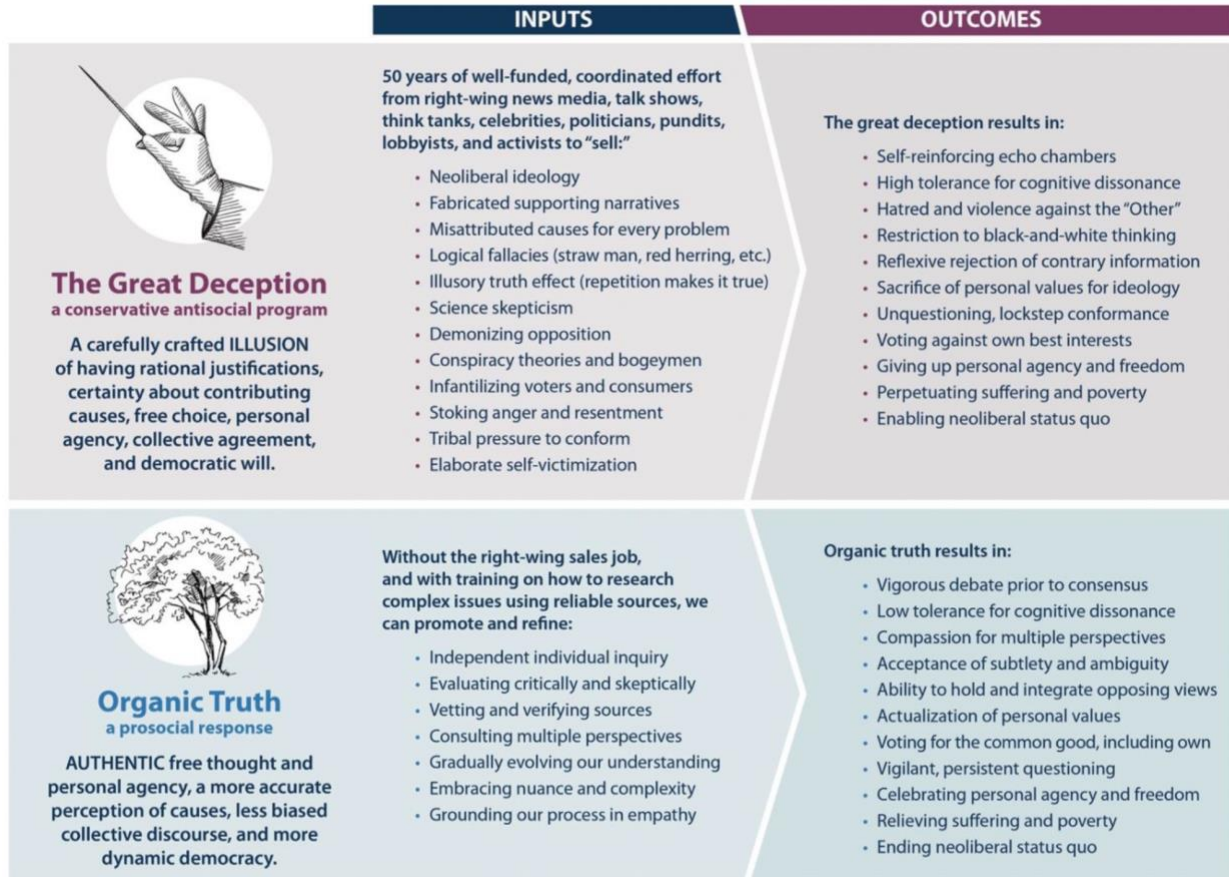 INPUTS
OUTCOMES
The Great Deception
a conservative antisocial program
A carefully crafted ILLUSION
of having rational justifications,
certainty about contributing
causes, free choice, personal
agency, collective agreement,
and democratic will.
50 years of well-funded, coordinated effort
from right-wing news media, talk shows,
think tanks, celebrities, politicians, pundits,
lobbyists, and activists to “sell:”
• Neoliberal ideology
• Fabricated supporting narratives
• Misattributed causes for every problem
• Logical fallacies (straw man, red herring, etc.)
• Illusory truth effect (repetition makes it true)
• Science skepticism
• Demonizing opposition
• Conspiracy theories and bogeymen
• Infantilizing voters and consumers
• Stoking anger and resentment
• Tribal pressure to conform
• Elaborate self-victimization
The great deception results in:
• Self-reinforcing echo chambers
• High tolerance for cognitive dissonance
• Hatred and violence against the “Other”
• Restriction to black-and-white thinking
• Reflexive rejection of contrary information
• Sacrifice of personal values for ideology
• Unquestioning, lockstep conformance
• Voting against own best interests
• Giving up personal agency and freedom
• Perpetuating suffering and poverty
• Enabling neoliberal status quo
Organic Truth
a prosocial response
AUTHENTIC free thought and
personal agency, a more accurate
perception of causes, less biased
collective discourse, and more
dynamic democracy.
Without the right-wing sales job,
and with training on how to research
complex issues using reliable sources, we
can promote and refine:
• Independent individual inquiry
• Evaluating critically and skeptically
• Vetting and verifying sources
• Consulting multiple perspectives
• Gradually evolving our understanding
• Embracing nuance and complexity
• Grounding our process in empathy
Organic truth results in:
• Vigorous debate prior to consensus
• Low tolerance for cognitive dissonance
• Compassion for multiple perspectives
• Acceptance of subtlety and ambiguity
• Ability to hold and integrate opposing views
• Actualization of personal values
• Voting for the common good, including own
• Vigilant, persistent questioning
• Celebrating personal agency and freedom
• Relieving suffering and poverty
• Ending neoliberal status quo